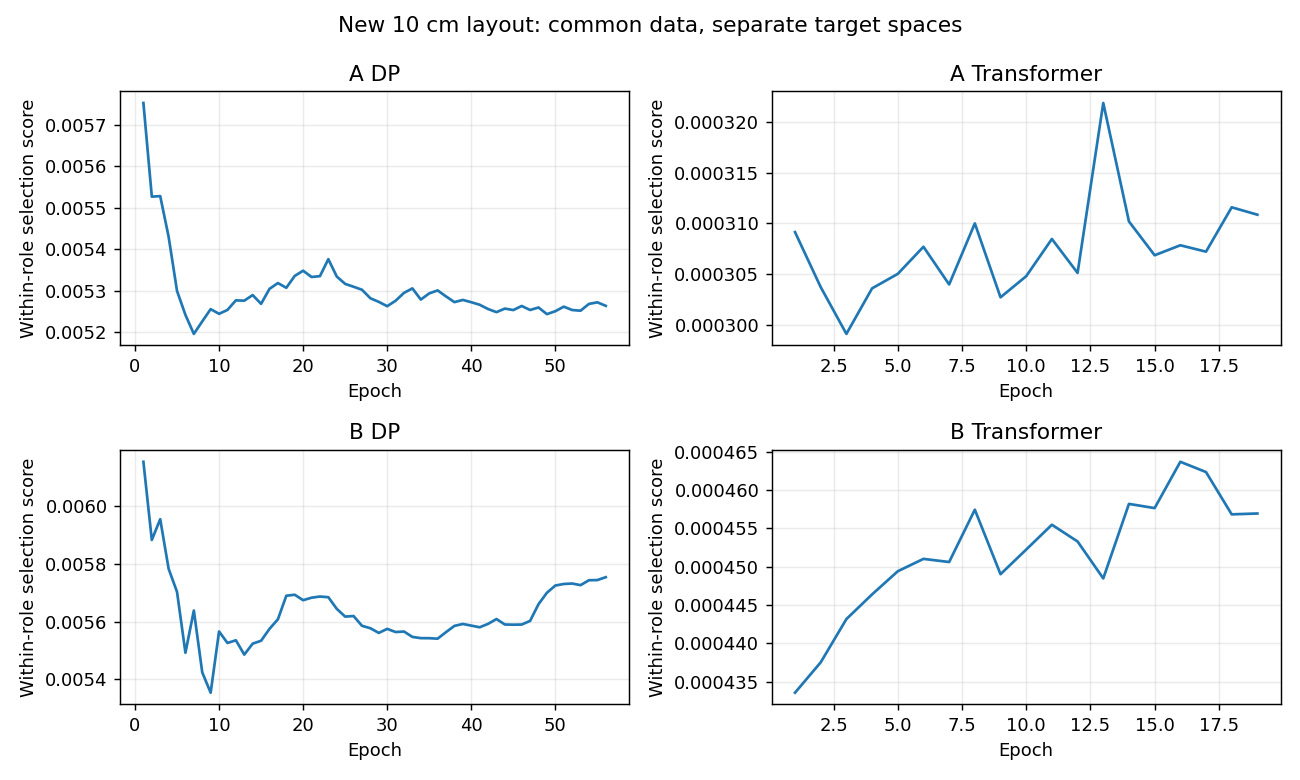 New 10 cm layout: common data, separate target spaces
A DP
Within-role selection score
0.0057
0.0056
0.0055
0.0054
0.0053
0.0052
0 10 20 30 40 50
Epoch
A Transformer
Within-role selection score
0.000320
0.000315
0.000310
0.000305
0.000300
2.5 5.0 7.5 10.0 12.5 15.0 17.5
Epoch
B DP
Within-role selection score
0.0060
0.0058
0.0056
0.0054
0 10 20 30 40 50
Epoch
B Transformer
Within-role selection score
0.000465
0.000460
0.000455
0.000450
0.000445
0.000440
0.000435
2.5 5.0 7.5 10.0 12.5 15.0 17.5
Epoch